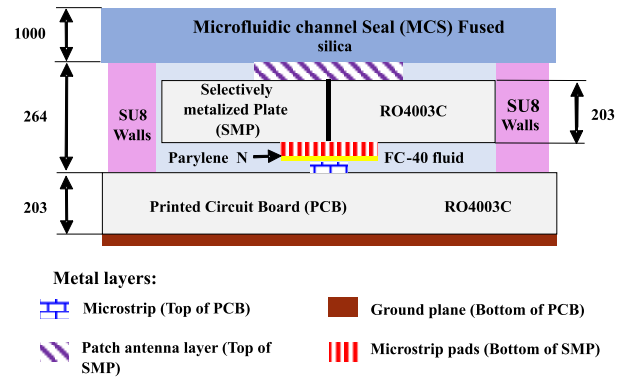 1000
Microfluidic channel Seal (MCS) Fused
silica
264
SU8
Walls
Selectively
metalized Plate
(SMP)
RO4003C
SU8
Walls
203
Parylene N
FC-40 fluid
203
Printed Circuit Board (PCB)
RO4003C
Metal layers:
Microstrip (Top of PCB)
Ground plane (Bottom of PCB)
Patch antenna layer (Top of
SMP)
Microstrip pads (Bottom of SMP)